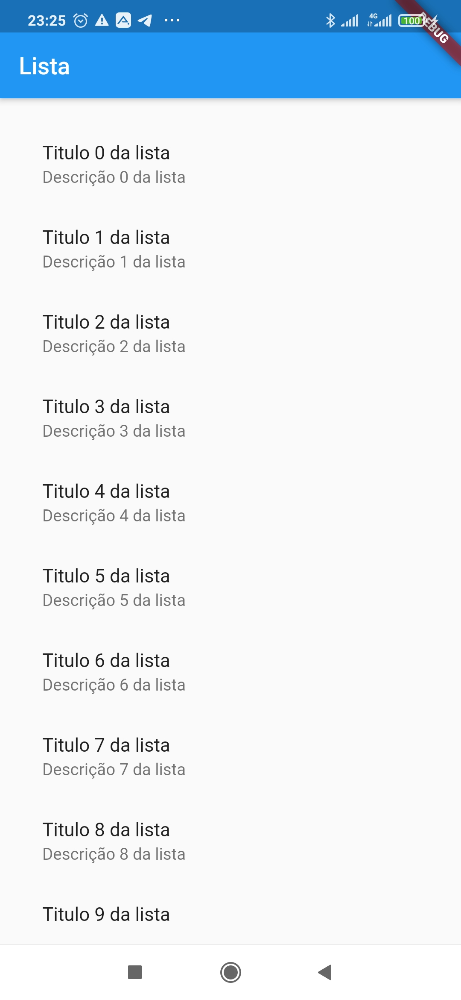 23:25
4G
100
DEBUG
Lista
Titulo 0 da lista
Descrição 0 da lista
Titulo 1 da lista
Descrição 1 da lista
Titulo 2 da lista
Descrição 2 da lista
Titulo 3 da lista
Descrição 3 da lista
Titulo 4 da lista
Descrição 4 da lista
Titulo 5 da lista
Descrição 5 da lista
Titulo 6 da lista
Descrição 6 da lista
Titulo 7 da lista
Descrição 7 da lista
Titulo 8 da lista
Descrição 8 da lista
Titulo 9 da lista